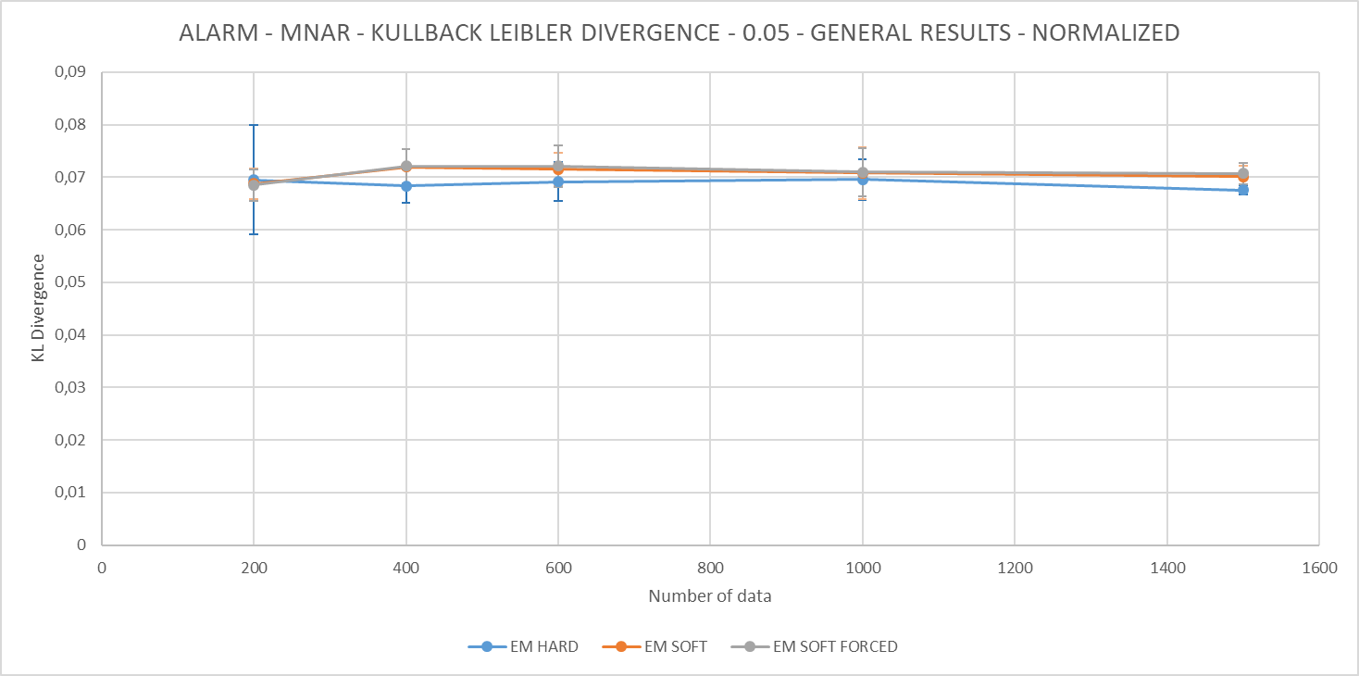 ALARM - MNAR - KULLBACK LEIBLER DIVERGENCE - 0.05 - GENERAL RESULTS - NORMALIZED
0,09
0,08
0,07
0,06
0,05
0,04
0,03
0,02
0,01
0
KL Divergence
0 200 400 600 800 1000 1200 1400 1600
Number of data
EM HARD EM SOFT EM SOFT FORCED